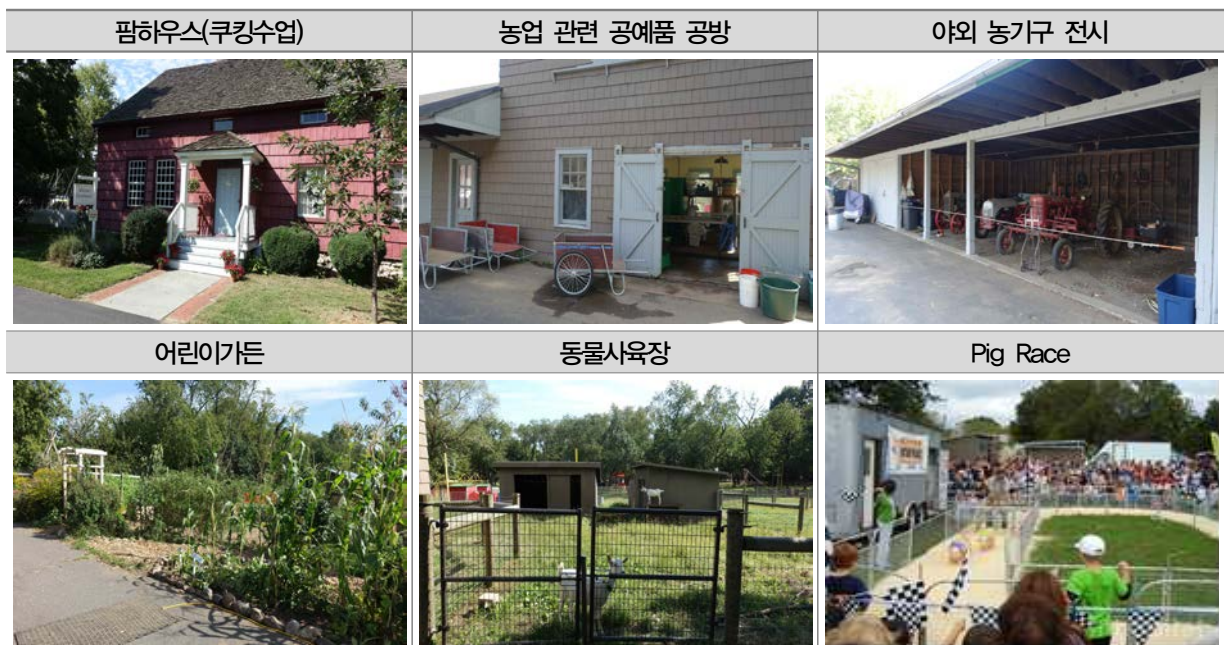 팜하우스(쿠킹수업)
농업 관련 공예품 공방
야외 농기구 전시
어린이가든
동물사육장
Pig Race